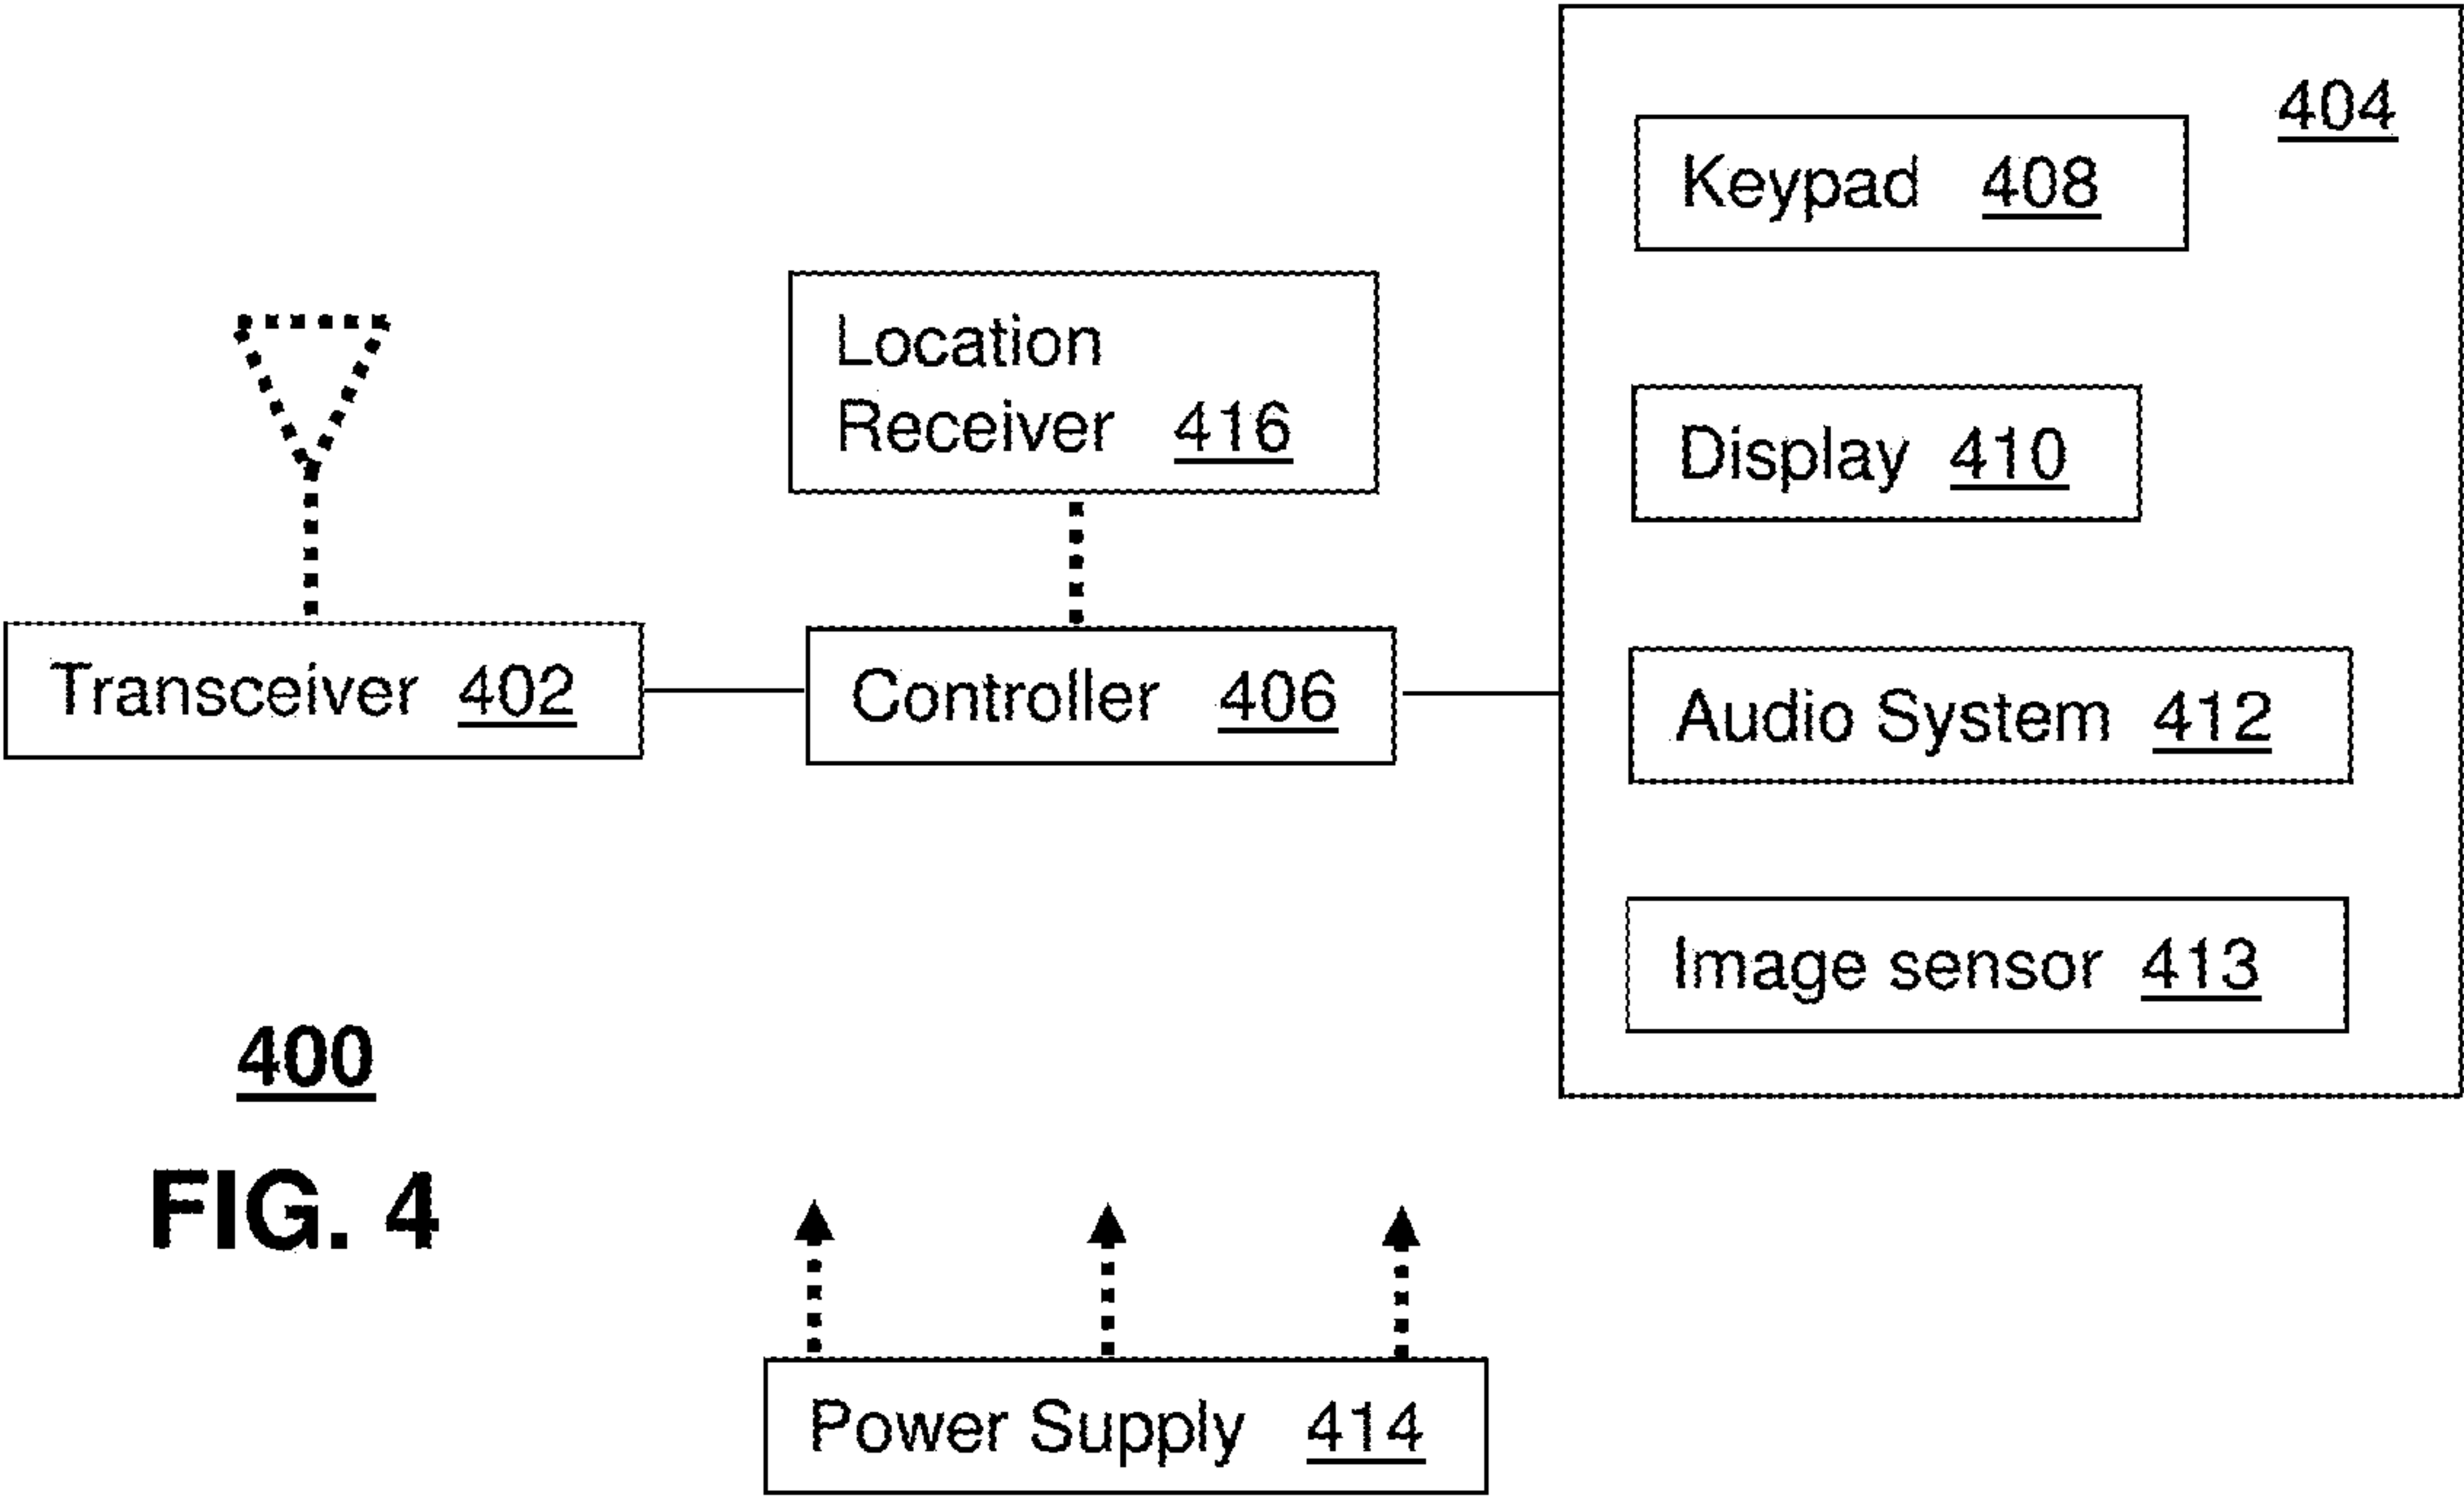 404
Keypad 408
Location
Receiver 416
Display 410
Transceiver 402
Controller 406
Audio System 412
Image sensor 413
400
FIG. 4
Power Supply 414